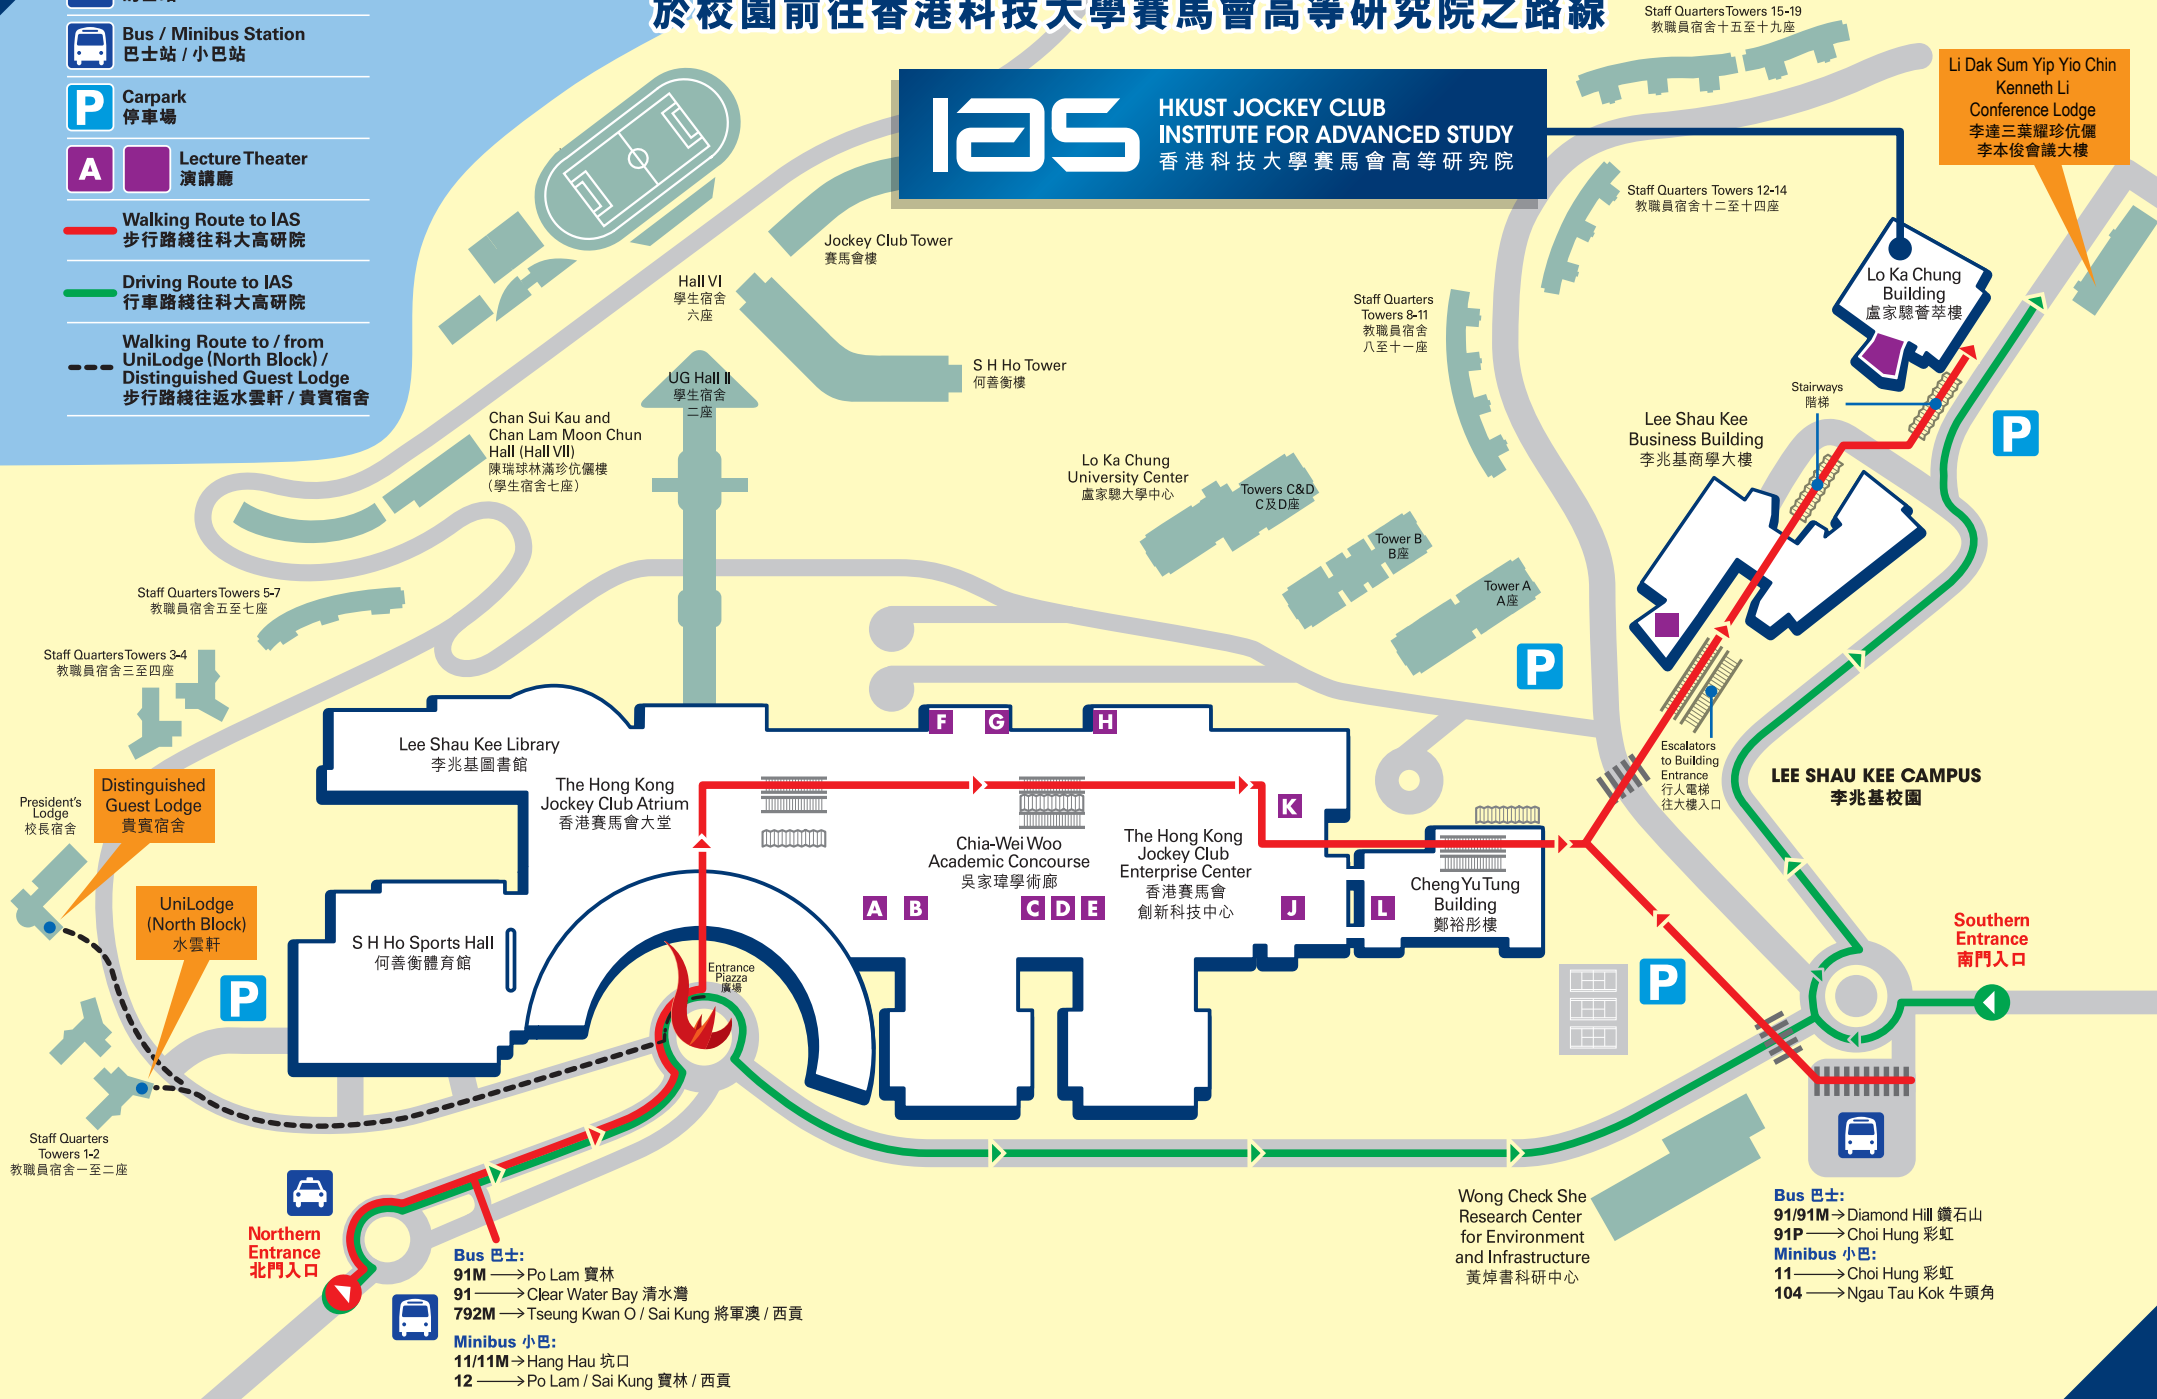 於校園前往香港科技大學賽馬會高等研究院之路線
Bus / Minibus Station
巴士站 / 小巴站
P
Carpark
停車場
A
Lecture Theater
演講廳
Walking Route to IAS
步行路綫往科大高研院
Driving Route to IAS
行車路綫往科大高研院
Walking Route to / from
UniLodge (North Block) /
Distinguished Guest Lodge
步行路綫往返水雲軒 / 貴賓宿舍
Staff Quarters Towers 15-19
教職員宿舍十五至十九座
Li Dak Sum Yip Yio Chin
Kenneth Li
Conference Lodge
李達三葉耀珍伉儷
李本俊會議大樓
IAS
HKUST JOCKEY CLUB
INSTITUTE FOR ADVANCED STUDY
香港科技大學賽馬會高等研究院
Staff Quarters Towers 12-14
教職員宿舍十二至十四座
Jockey Club Tower
賽馬會樓
Hall VI
學生宿舍
六座
Lo Ka Chung
Building
盧家驄薈萃樓
Staff Quarters
Towers 8-11
教職員宿舍
八至十一座
S H Ho Tower
何善衡樓
UG Hall II
學生宿舍
二座
Stairways
階梯
Chan Sui Kau and
Chan Lam Moon Chun
Hall (Hall VII)
陳瑞球林滿珍伉儷樓
(學生宿舍七座)
Lee Shau Kee
Business Building
李兆基商學大樓
P
Lo Ka Chung
University Center
盧家驄大學中心
Towers C&D
C及D座
Tower B
B座
Tower A
A座
Staff Quarters Towers 5-7
教職員宿舍五至七座
Staff Quarters Towers 3-4
教職員宿舍三至四座
P
F
G
H
Lee Shau Kee Library
李兆基圖書館
The Hong Kong
Jockey Club Atrium
香港賽馬會大堂
Escalators
to Building
Entrance
行人電梯
往大樓入口
LEE SHAU KEE CAMPUS
李兆基校園
Distinguished
Guest Lodge
貴賓宿舍
President's
Lodge
校長宿舍
K
Chia-Wei Woo
Academic Concourse
吳家瑋學術廊
The Hong Kong
Jockey Club
Enterprise Center
香港賽馬會
創新科技中心
Cheng Yu Tung
Building
鄭裕彤樓
A
B
C
D
E
J
L
UniLodge
(North Block)
水雲軒
S H Ho Sports Hall
何善衡體育館
Southern
Entrance
南門入口
Entrance
Piazza
廣場
P
P
Staff Quarters
Towers 1-2
教職員宿舍一至二座
Northern
Entrance
北門入口
Bus 巴士:
91M → Po Lam 寶林
91 → Clear Water Bay 清水灣
792M → Tseung Kwan O / Sai Kung 將軍澳 / 西貢
Minibus 小巴:
11/11M → Hang Hau 坑口
12 → Po Lam / Sai Kung 寶林 / 西貢
Wong Check She
Research Center
for Environment
and Infrastructure
黃焯書科研中心
Bus 巴士:
91/91M → Diamond Hill 鑽石山
91P → Choi Hung 彩虹
Minibus 小巴:
11 → Choi Hung 彩虹
104 → Ngau Tau Kok 牛頭角